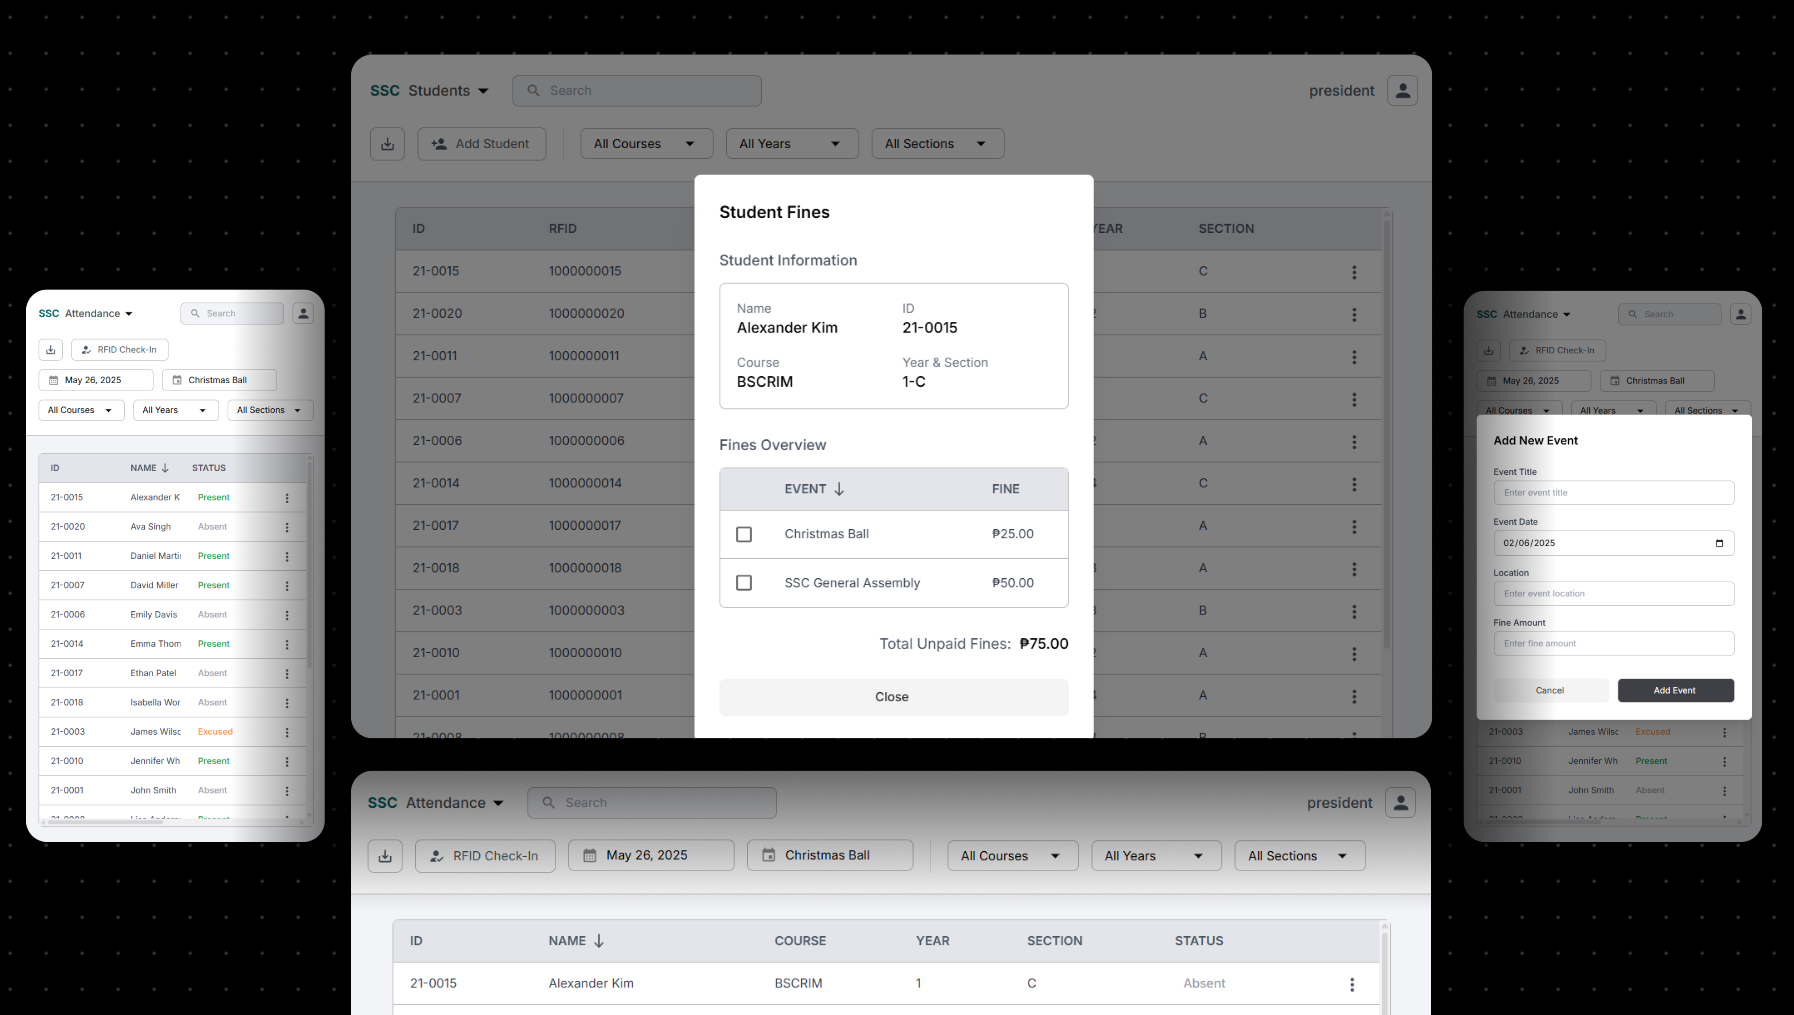 SSC Students Search president
Add Student All Courses All Years All Sections
ID RFID YEAR SECTION
21-0015 1000000015 C
21-0020 1000000020 2 B
21-0011 1000000011 A
21-0007 1000000007 C
21-0006 1000000006 2 A
21-0014 1000000014 4 C
21-0017 1000000017 A
21-0018 1000000018 3 A
21-0003 1000000003 3 B
21-0010 1000000010 2 A
21-0001 1000000001 4 A
21-0008 1000000008 B
Student Fines
Student Information
Name ID
Alexander Kim 21-0015
Course Year & Section
BSCRIM 1-C
Fines Overview
EVENT FINE
Christmas Ball ₱25.00
SSC General Assembly ₱50.00
Total Unpaid Fines: ₱75.00
Close
SSC Attendance Search
RFID Check-In
May 26, 2025 Christmas Ball
All Courses All Years All Sections
ID NAME STATUS
21-0015 Alexander K Present
21-0020 Ava Singh Absent
21-0011 Daniel Marti Present
21-0007 David Miller Present
21-0006 Emily Davis Absent
21-0014 Emma Thom Present
21-0017 Ethan Patel Absent
21-0018 Isabella Wor Absent
21-0003 James Wilsc Excused
21-0010 Jennifer Wh Present
21-0001 John Smith Absent
SSC Attendance Search
RFID Check-In
May 26, 2025 Christmas Ball
All Courses All Years All Sections
Add New Event
Event Title
Enter event title
Event Date
02/06/2025
Location
Enter event location
Fine Amount
Enter fine amount
Cancel Add Event
21-0003 James Wilsc Excused
21-0010 Jennifer Wh Present
21-0001 John Smith Absent
SSC Attendance Search president
RFID Check-In May 26, 2025 Christmas Ball All Courses All Years All Sections
ID NAME COURSE YEAR SECTION STATUS
21-0015 Alexander Kim BSCRIM 1 C Absent